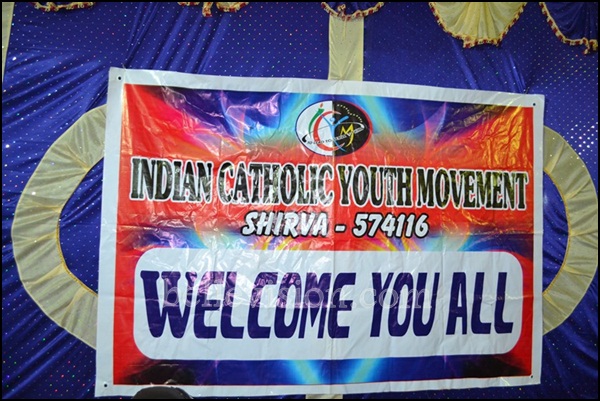 INDIAN CATHOLIC YOUTH MOVEMENT
SHIRVA - 574116
WELCOME YOU ALL